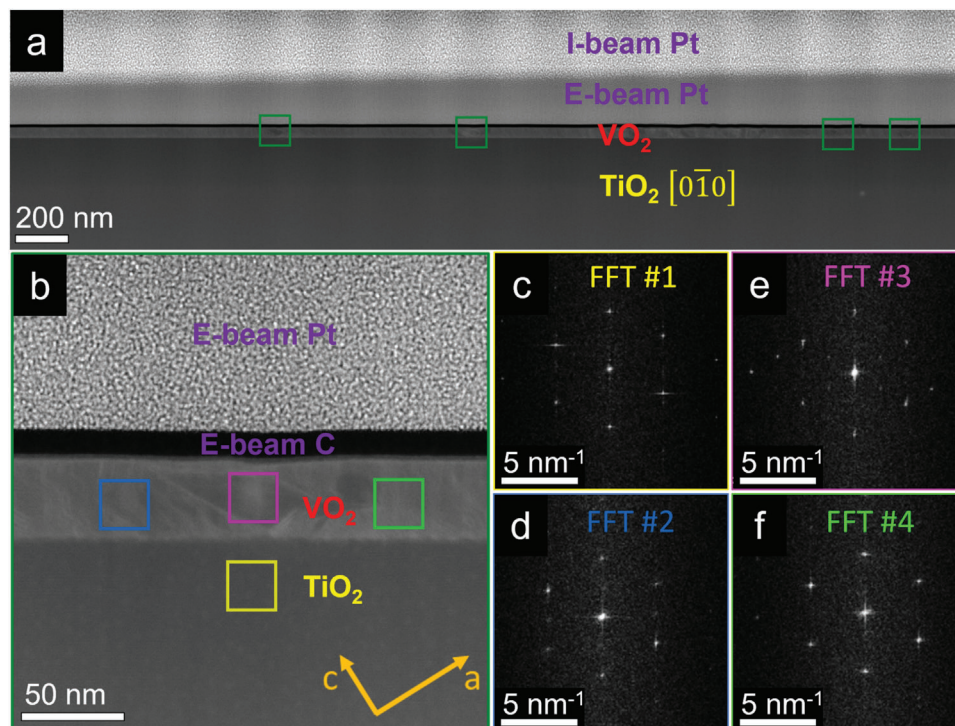 a
I-beam Pt
E-beam Pt
VO₂
TiO₂ [01̅0]
200 nm
b
E-beam Pt
E-beam C
VO₂
TiO₂
c
a
50 nm
c
FFT #1
5 nm⁻¹
e
FFT #3
5 nm⁻¹
d
FFT #2
5 nm⁻¹
f
FFT #4
5 nm⁻¹